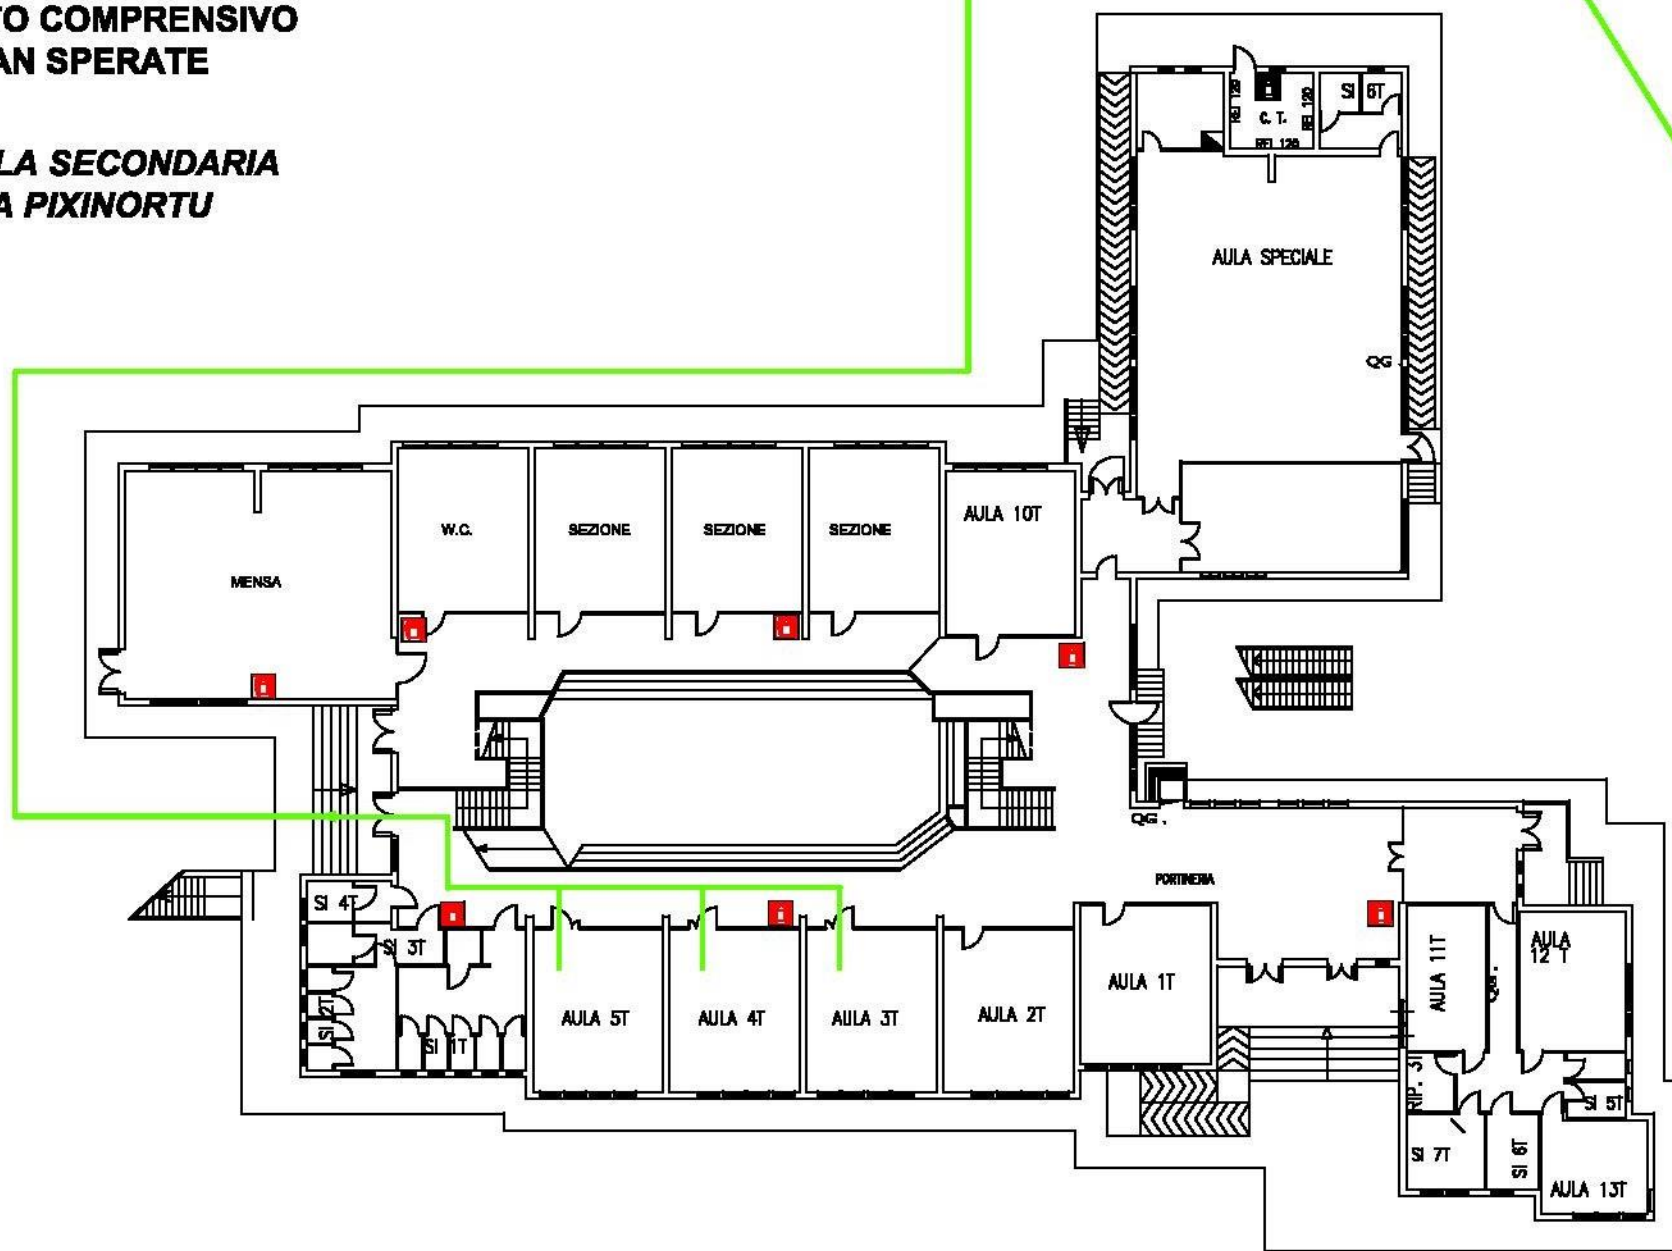 TO COMPRENSIVO
AN SPERATE
LA SECONDARIA
A PIXINORTU
SI 6T
REI 120
C. T.
REI 120
REI 120
AULA SPECIALE
QG.
W.C.
SEZIONE
SEZIONE
SEZIONE
AULA 10T
MENSA
QG.
PORTINERIA
SI 4T
SI 3T
SI 2T
SI 1T
AULA 5T
AULA 4T
AULA 3T
AULA 2T
AULA 1T
AULA 11T
QG.
AULA
12 T
RIP. 3T
SI 5T
SI 7T
SI 6T
AULA 13T